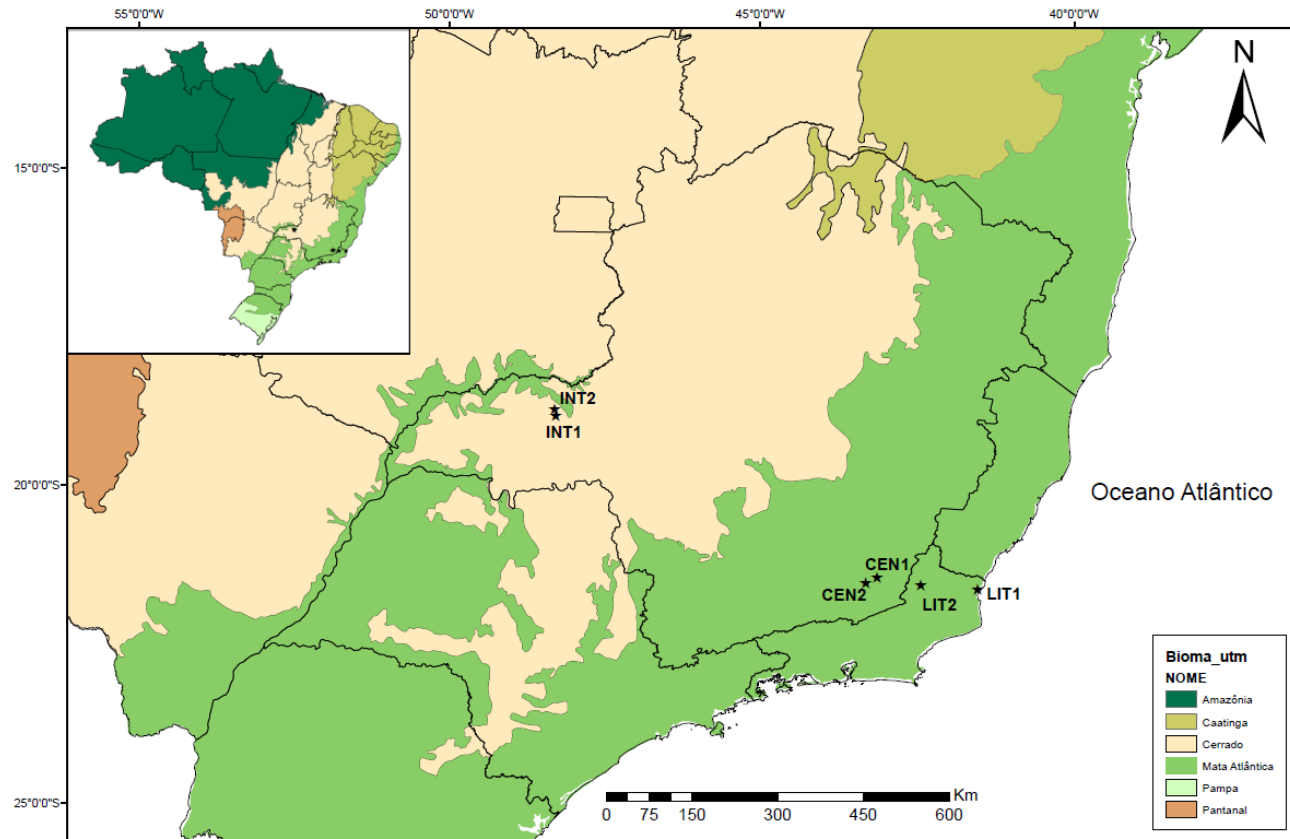 55°0'0"W
50°0'0"W
45°0'0"W
40°0'0"W
N
15°0'0"S
INT2
INT1
20°0'0"S
Oceano Atlântico
CEN1
CEN2
LIT2
LIT1
Bioma_utm
NOME
Amazônia
Caatinga
Cerrado
Mata Atlântica
Pampa
Pantanal
25°0'0"S
Km
0 75 150 300 450 600